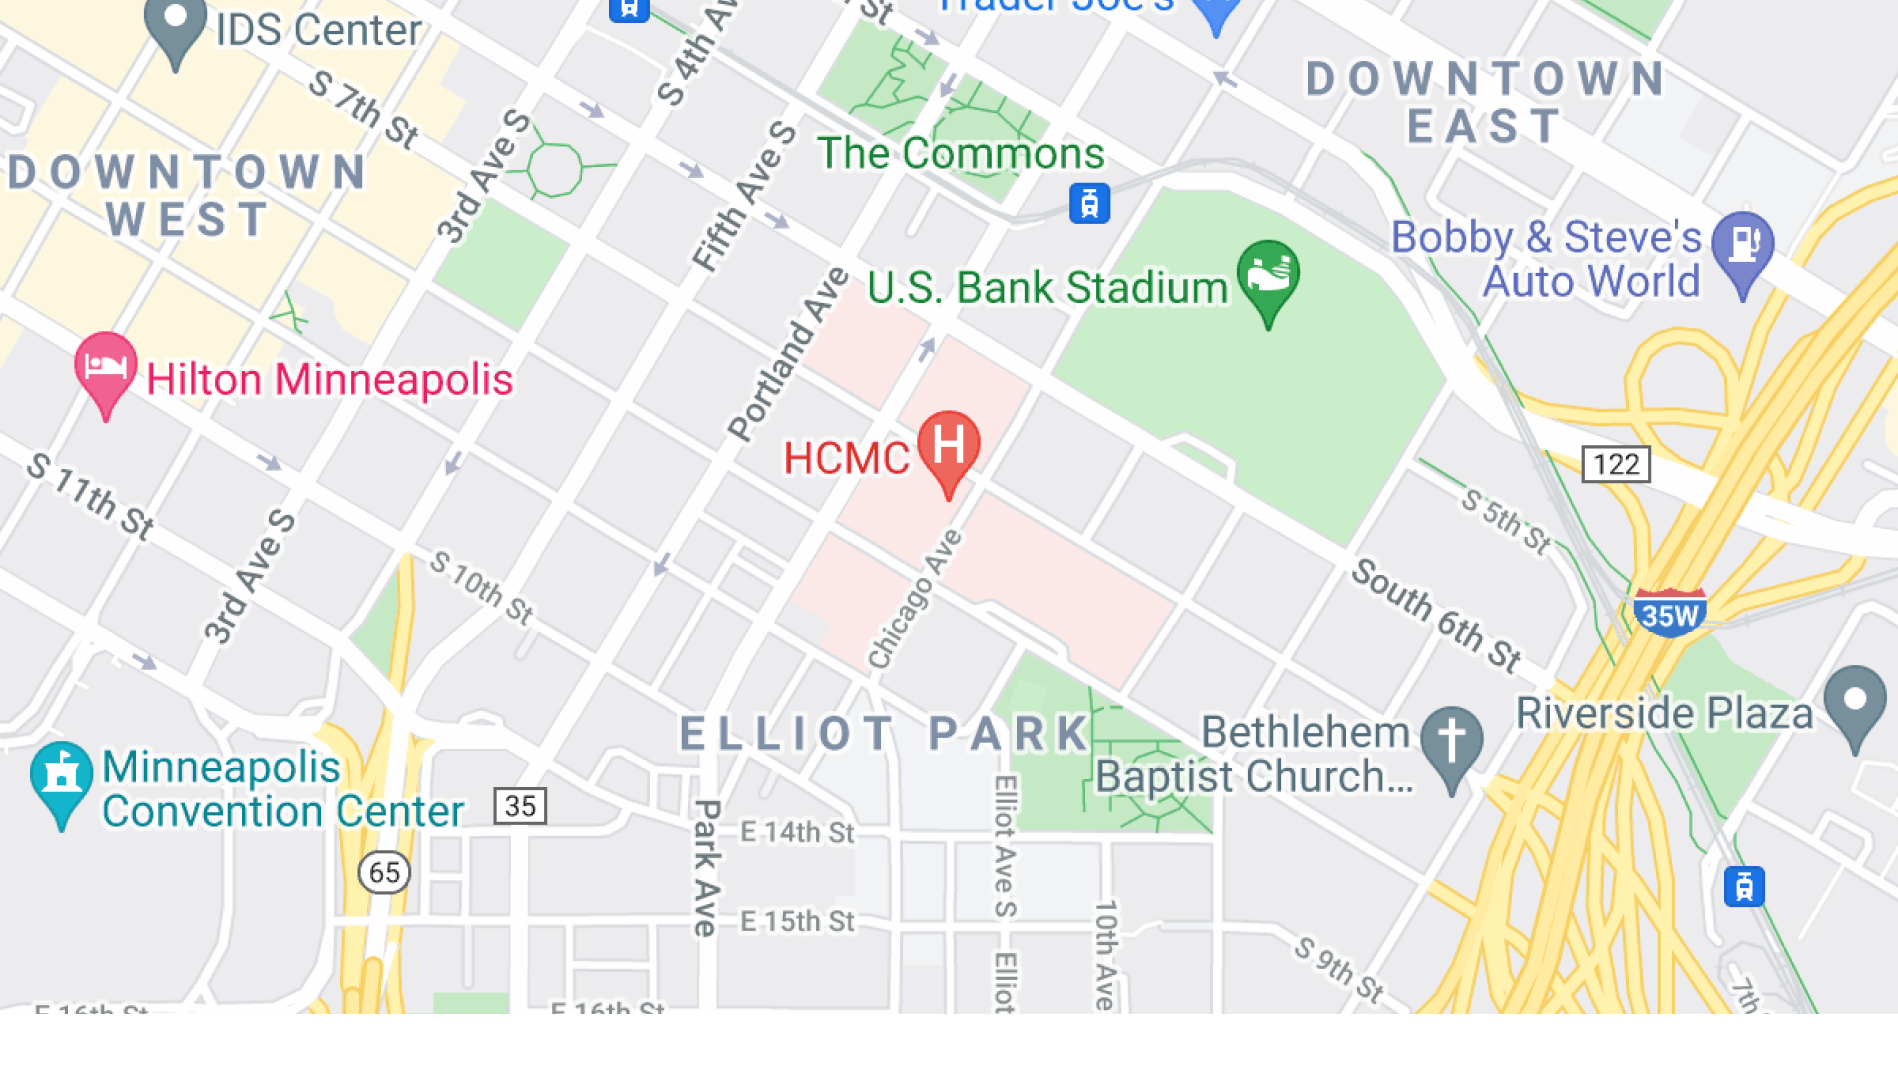 Trader Joe's
St
IDS Center
S 4th Av
DOWNTOWN
EAST
S 7th St
3rd Ave S
Fifth Ave S
The Commons
DOWNTOWN
WEST
Bobby & Steve's
Auto World
U.S. Bank Stadium
Portland Ave
Hilton Minneapolis
HCMC
H
122
S 11th St
S 5th St
3rd Ave S
S 10th St
Chicago Ave
South 6th St
35W
Riverside Plaza
ELLIOT PARK
Bethlehem
Baptist Church...
Minneapolis
Convention Center
35
Park Ave
E 14th St
Elliot Ave S
65
E 15th St
10th Ave
S 9th St
Elliot
7th
E 16th St
E 16th St